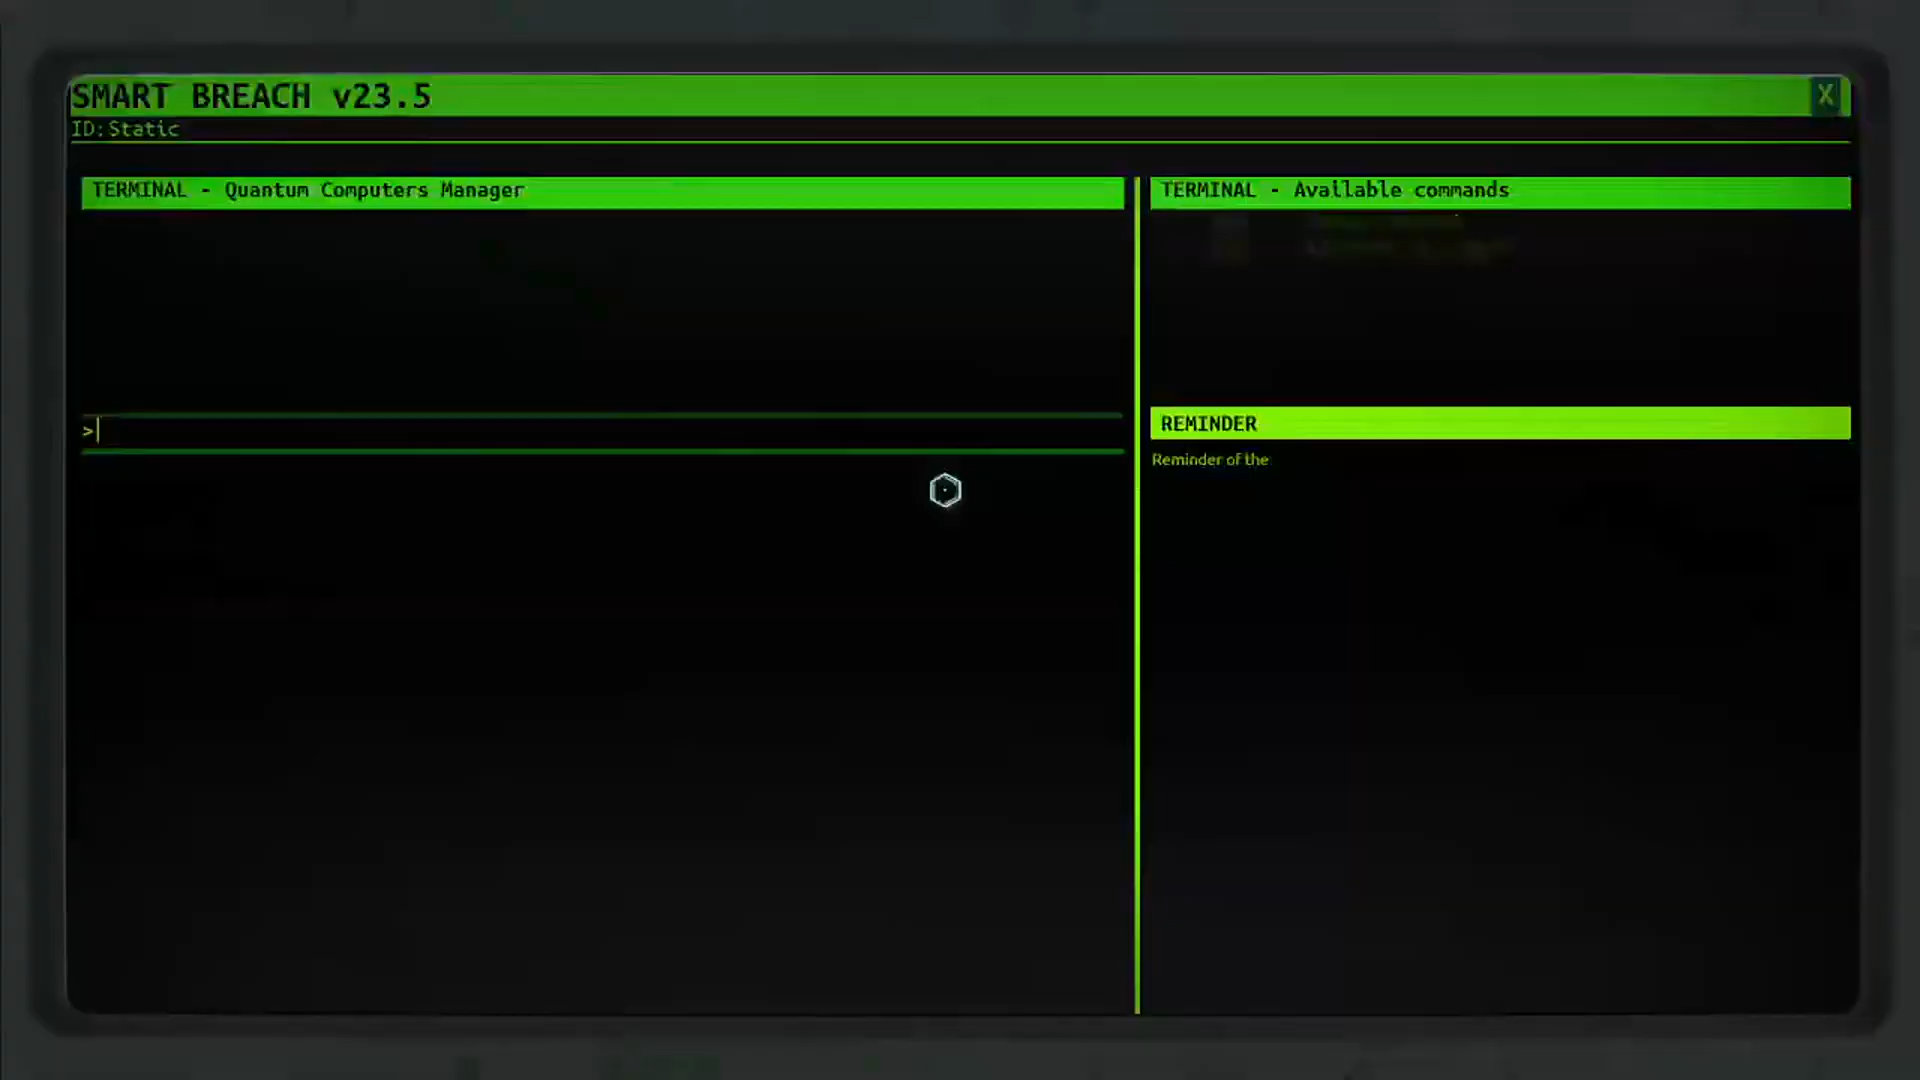 SMART BREACH v23.5
X
ID:Static
TERMINAL - Quantum Computers Manager
>
TERMINAL - Available commands
REMINDER
Reminder of the